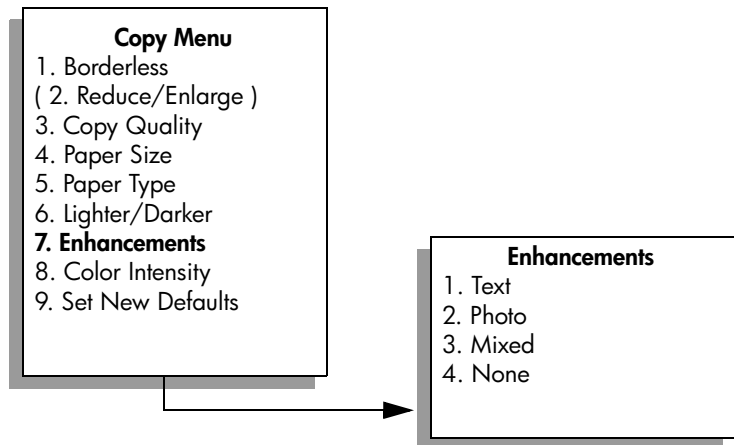 Copy Menu
1. Borderless
( 2. Reduce/Enlarge )
3. Copy Quality
4. Paper Size
5. Paper Type
6. Lighter/Darker
7. Enhancements
8. Color Intensity
9. Set New Defaults
Enhancements
1. Text
2. Photo
3. Mixed
4. None